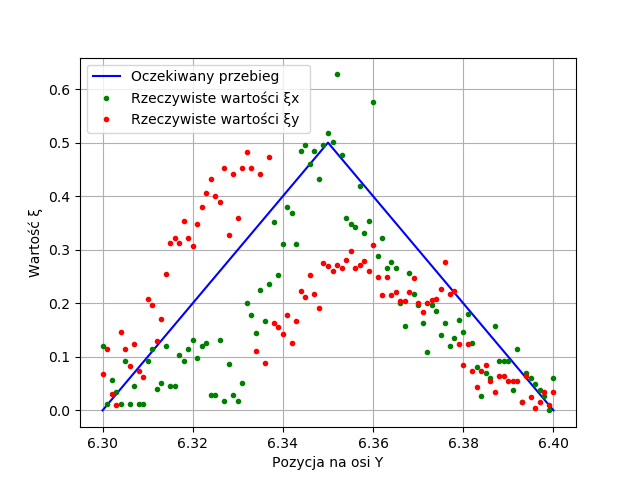 Oczekiwany przebieg
Rzeczywiste wartości ξx
Rzeczywiste wartości ξy
Wartość ξ
0.6
0.5
0.4
0.3
0.2
0.1
0.0
6.30 6.32 6.34 6.36 6.38 6.40
Pozycja na osi Y